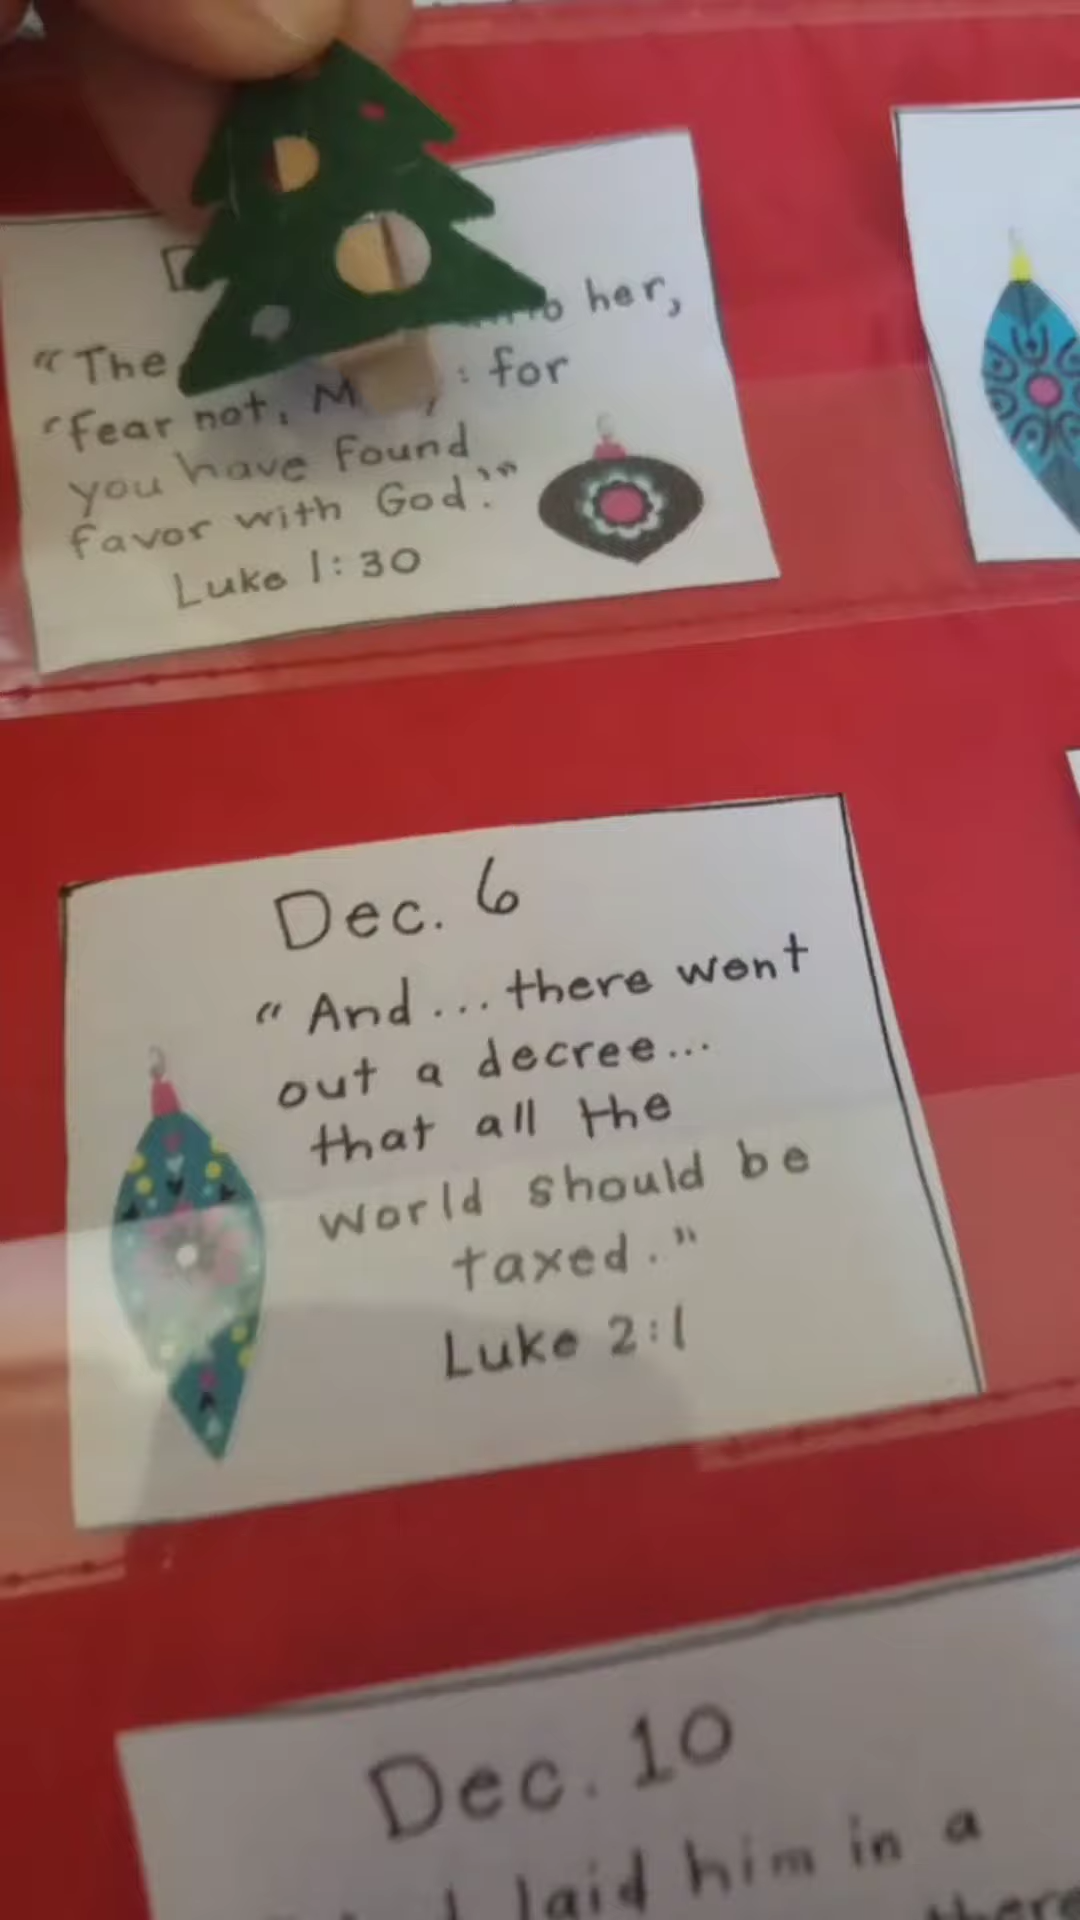 her,
"The : for
"fear not,
you have found
favor with God.'"
Luke 1:30
Dec. 6
"And...there went
out a decree...
that all the
world should be
taxed."
Luke 2:1
Dec. 10
laid him in a
there